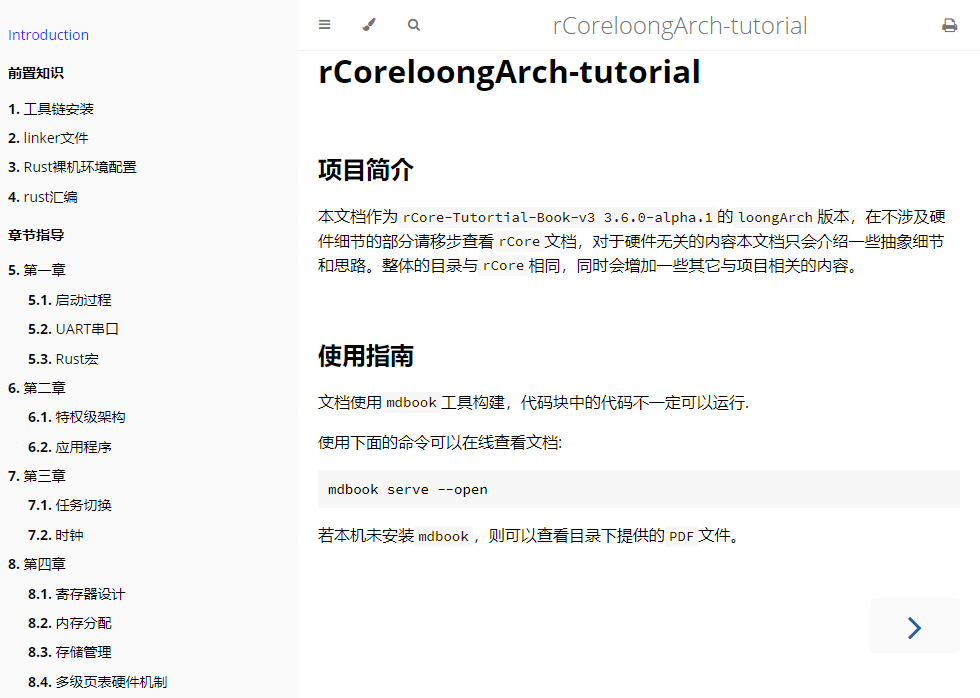 Introduction
前置知识
1. 工具链安装
2. linker文件
3. Rust裸机环境配置
4. rust汇编
章节指导
5. 第一章
5.1. 启动过程
5.2. UART串口
5.3. Rust宏
6. 第二章
6.1. 特权级架构
6.2. 应用程序
7. 第三章
7.1. 任务切换
7.2. 时钟
8. 第四章
8.1. 寄存器设计
8.2. 内存分配
8.3. 存储管理
8.4. 多级页表硬件机制
rCoreloongArch-tutorial
rCoreloongArch-tutorial
项目简介
本文档作为 rCore-Tutortial-Book-v3 3.6.0-alpha.1 的 loongArch 版本，在不涉及硬
件细节的部分请移步查看 rCore 文档，对于硬件无关的内容本文档只会介绍一些抽象细节
和思路。整体的目录与 rCore 相同，同时会增加一些其它与项目相关的内容。
使用指南
文档使用 mdbook 工具构建，代码块中的代码不一定可以运行.
使用下面的命令可以在线查看文档:
mdbook serve --open
若本机未安装 mdbook ，则可以查看目录下提供的 PDF 文件。